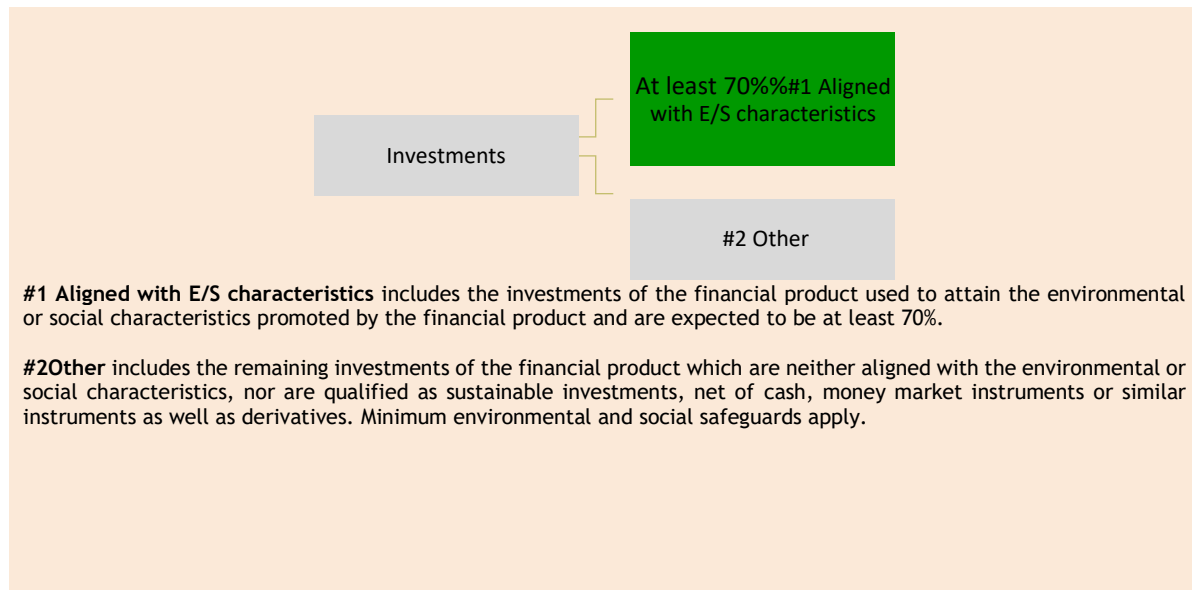 At least 70%%#1 Aligned
with E/S characteristics
Investments
#2 Other
#1 Aligned with E/S characteristics includes the investments of the financial product used to attain the environmental
or social characteristics promoted by the financial product and are expected to be at least 70%.
#2Other includes the remaining investments of the financial product which are neither aligned with the environmental or
social characteristics, nor are qualified as sustainable investments, net of cash, money market instruments or similar
instruments as well as derivatives. Minimum environmental and social safeguards apply.